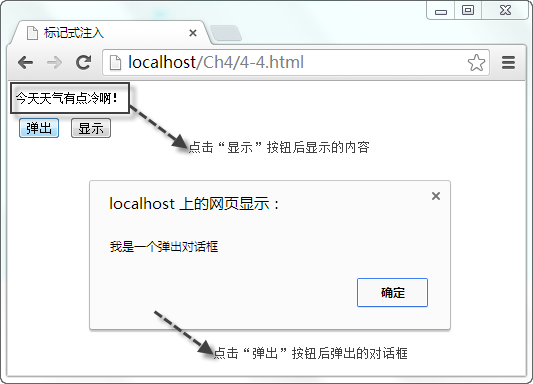 标记式注入
localhost/Ch4/4-4.html
今天天气有点冷啊！
弹出 显示
点击“显示”按钮后显示的内容
localhost 上的网页显示：
我是一个弹出对话框
确定
点击“弹出”按钮后弹出的对话框